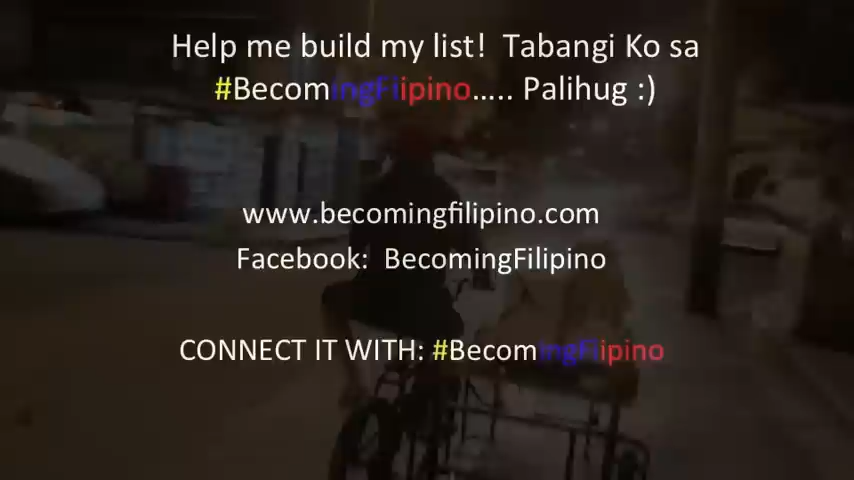 Help me build my list! Tabangi Ko sa
#BecomingFilipino..... Palihug :)
www.becomingfilipino.com
Facebook: BecomingFilipino
CONNECT IT WITH: #BecomingFilipino